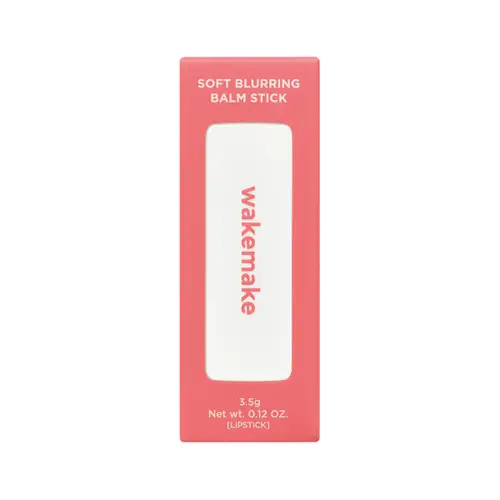 SOFT BLURRING
BALM STICK
wakemake
3.5g
Net wt. 0.12 OZ.
[LIPSTICK]